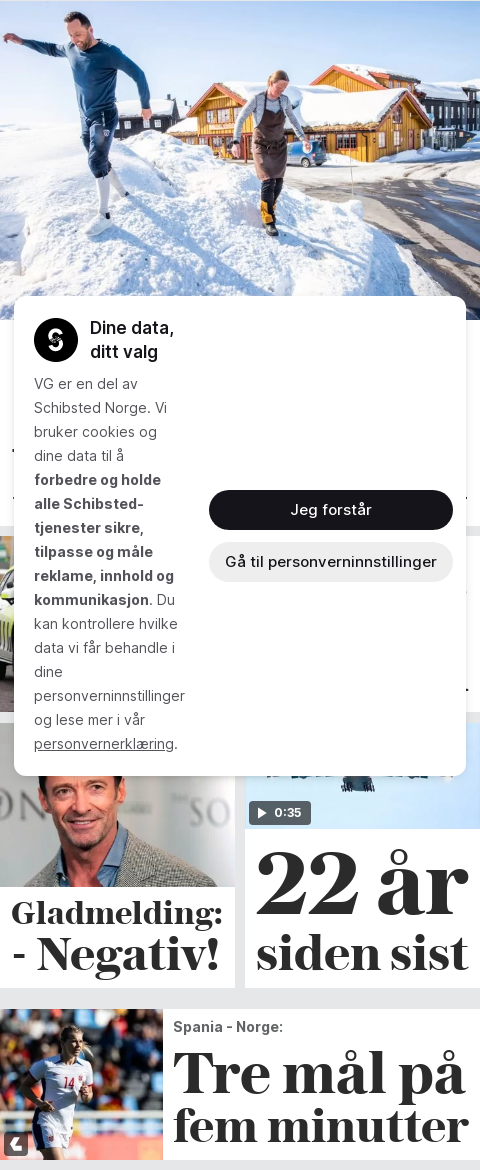 Dine data,
ditt valg
VG er en del av
Schibsted Norge. Vi
bruker cookies og
dine data til å
forbedre og holde
alle Schibsted-
tjenester sikre,
tilpasse og måle
reklame, innhold og
kommunikasjon. Du
kan kontrollere hvilke
data vi får behandle i
dine
personverninnstillinger
og lese mer i vår
personvernerklæring.
Jeg forstår
Gå til personverninnstillinger
0:35
Gladmelding:
- Negativ!
22 år
siden sist
Spania - Norge:
Tre mål på
fem minutter
14